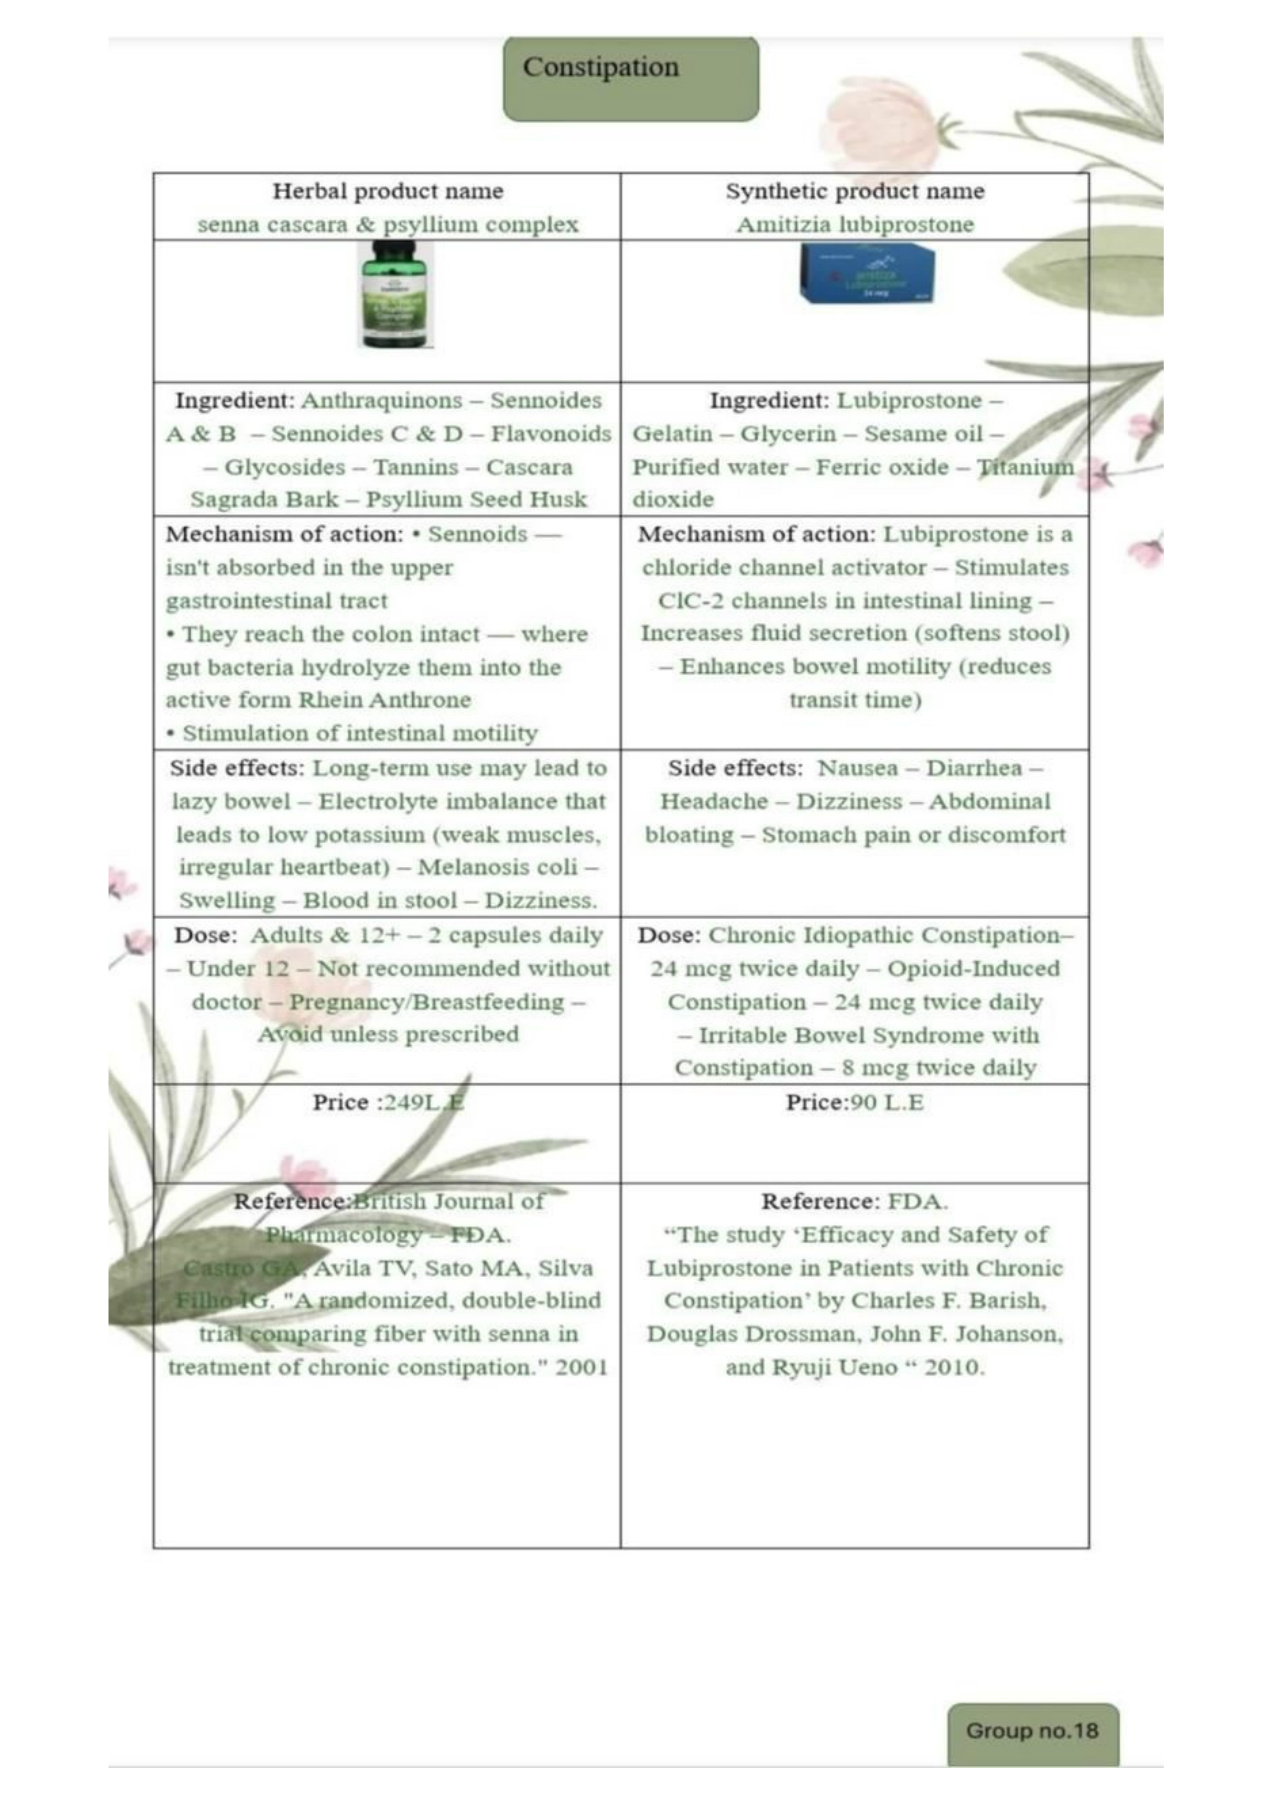 Constipation
Herbal product name
senna cascara & psyllium complex
Synthetic product name
Amitizia lubiprostone
amitiza
Lubiprostone
24 mcg
Ingredient: Anthraquinons – Sennoides
A & B – Sennoides C & D – Flavonoids
– Glycosides – Tannins – Cascara
Sagrada Bark – Psyllium Seed Husk
Ingredient: Lubiprostone –
Gelatin – Glycerin – Sesame oil –
Purified water – Ferric oxide – Titanium
dioxide
Mechanism of action: • Sennoids —
isn't absorbed in the upper
gastrointestinal tract
• They reach the colon intact — where
gut bacteria hydrolyze them into the
active form Rhein Anthrone
• Stimulation of intestinal motility
Mechanism of action: Lubiprostone is a
chloride channel activator – Stimulates
ClC-2 channels in intestinal lining –
Increases fluid secretion (softens stool)
– Enhances bowel motility (reduces
transit time)
Side effects: Long-term use may lead to
lazy bowel – Electrolyte imbalance that
leads to low potassium (weak muscles,
irregular heartbeat) – Melanosis coli –
Swelling – Blood in stool – Dizziness.
Side effects: Nausea – Diarrhea –
Headache – Dizziness – Abdominal
bloating – Stomach pain or discomfort
Dose: Adults & 12+ – 2 capsules daily
– Under 12 – Not recommended without
doctor – Pregnancy/Breastfeeding –
Avoid unless prescribed
Dose: Chronic Idiopathic Constipation–
24 mcg twice daily – Opioid-Induced
Constipation – 24 mcg twice daily
– Irritable Bowel Syndrome with
Constipation – 8 mcg twice daily
Price :249L.E
Price:90 L.E
Reference:British Journal of
Pharmacology – FDA.
Castro GA, Avila TV, Sato MA, Silva
Filho IG. "A randomized, double-blind
trial comparing fiber with senna in
treatment of chronic constipation." 2001
Reference: FDA.
“The study ‘Efficacy and Safety of
Lubiprostone in Patients with Chronic
Constipation’ by Charles F. Barish,
Douglas Drossman, John F. Johanson,
and Ryuji Ueno “ 2010.
Group no.18